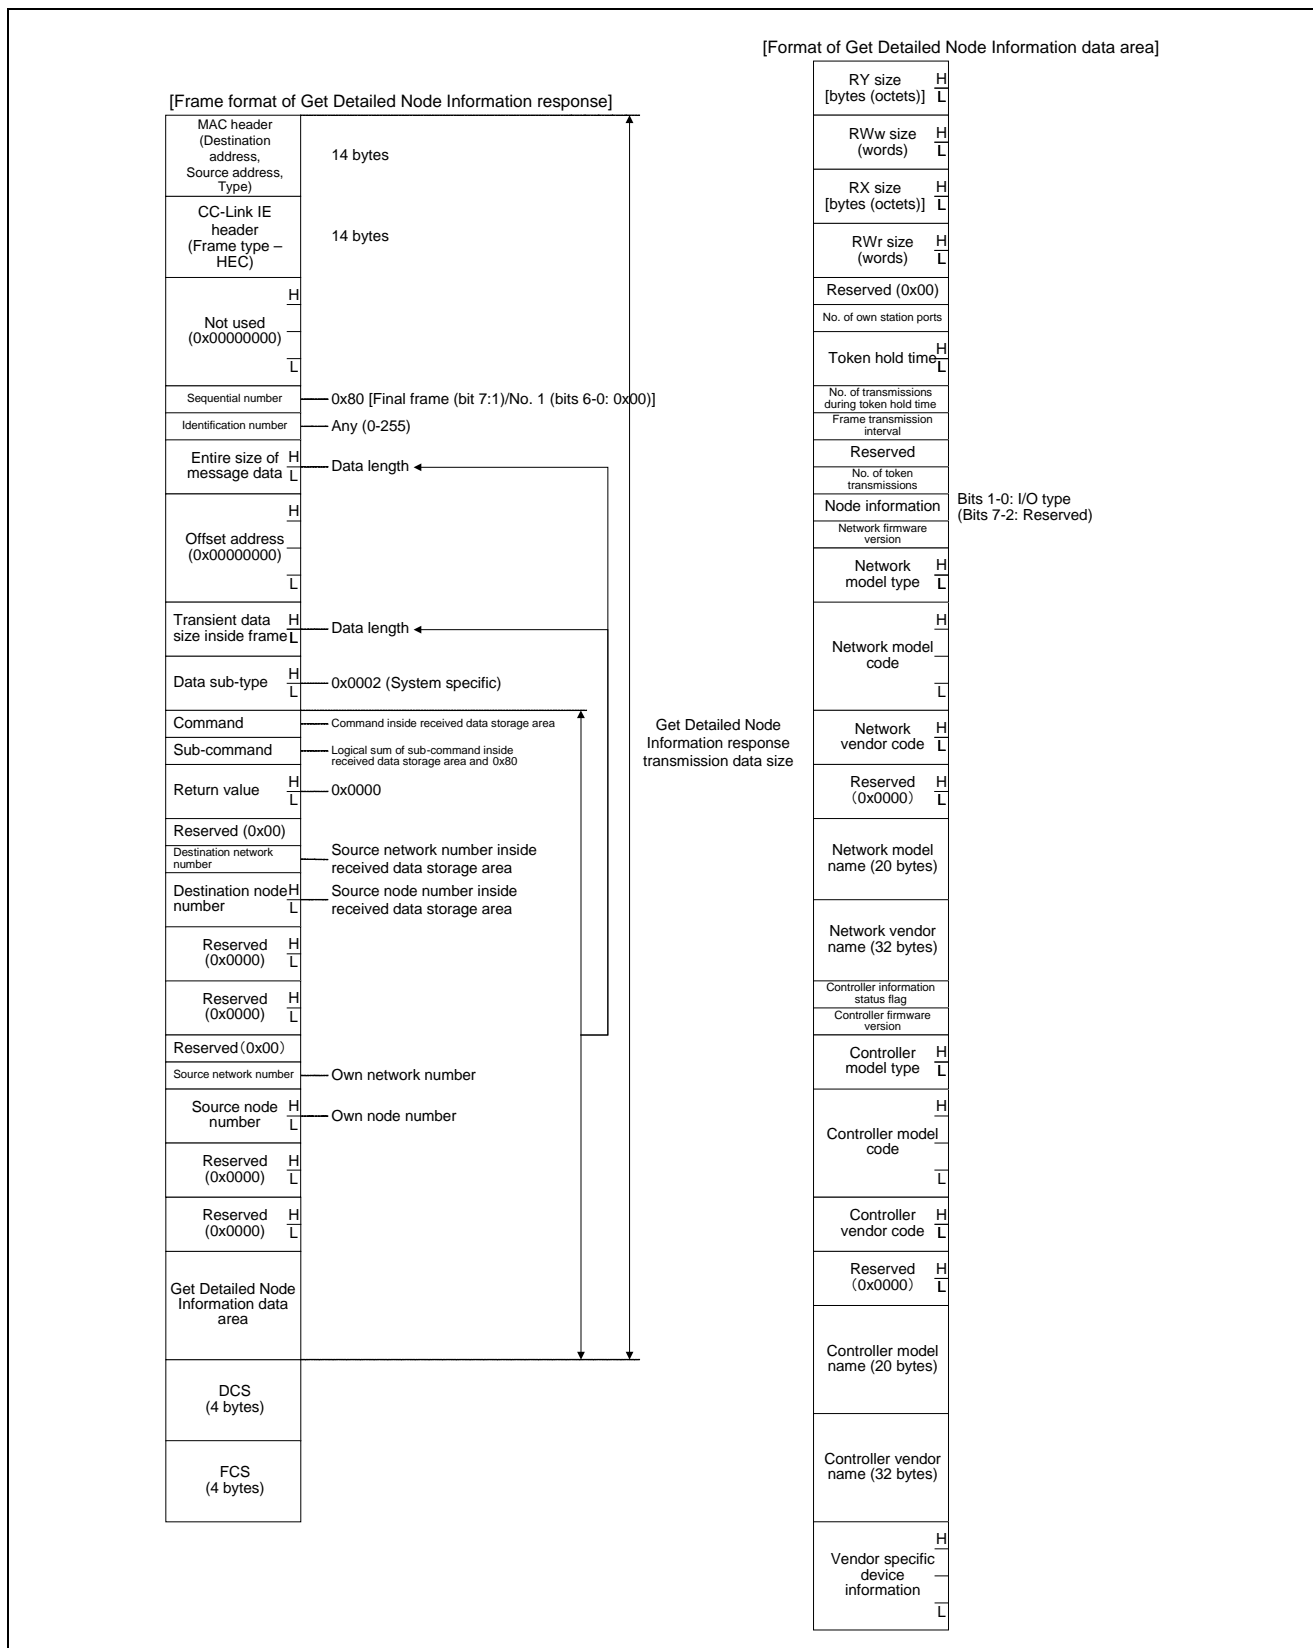 [Format of Get Detailed Node Information data area]
[Frame format of Get Detailed Node Information response]
MAC header
(Destination
address,
Source address,
Type)
14 bytes
CC-Link IE
header
(Frame type –
HEC)
14 bytes
H
Not used
(0x00000000)
L
Sequential number
0x80 [Final frame (bit 7:1)/No. 1 (bits 6-0: 0x00)]
Identification number
Any (0-255)
Entire size of
message data
H
L
Data length
H
Offset address
(0x00000000)
L
Transient data
size inside frame
H
L
Data length
Data sub-type
H
L
0x0002 (System specific)
Command
Command inside received data storage area
Sub-command
Logical sum of sub-command inside
received data storage area and 0x80
Return value
H
L
0x0000
Reserved (0x00)
Destination network
number
Source network number inside
received data storage area
Destination node
number
H
L
Source node number inside
received data storage area
Reserved
(0x0000)
H
L
Reserved
(0x0000)
H
L
Reserved（0x00）
Source network number
Own network number
Source node
number
H
L
Own node number
Reserved
(0x0000)
H
L
Reserved
(0x0000)
H
L
Get Detailed Node
Information data
area
DCS
(4 bytes)
FCS
(4 bytes)
Get Detailed Node
Information response
transmission data size
RY size
[bytes (octets)]
H
L
RWw size
(words)
H
L
RX size
[bytes (octets)]
H
L
RWr size
(words)
H
L
Reserved (0x00)
No. of own station ports
Token hold time
H
L
No. of transmissions
during token hold time
Frame transmission
interval
Reserved
No. of token
transmissions
Node information
Bits 1-0: I/O type
(Bits 7-2: Reserved)
Network firmware
version
Network
model type
H
L
H
Network model
code
L
Network
vendor code
H
L
Reserved
（0x0000）
H
L
Network model
name (20 bytes)
Network vendor
name (32 bytes)
Controller information
status flag
Controller firmware
version
Controller
model type
H
L
H
Controller model
code
L
Controller
vendor code
H
L
Reserved
（0x0000）
H
L
Controller model
name (20 bytes)
Controller vendor
name (32 bytes)
H
Vendor specific
device
information
L